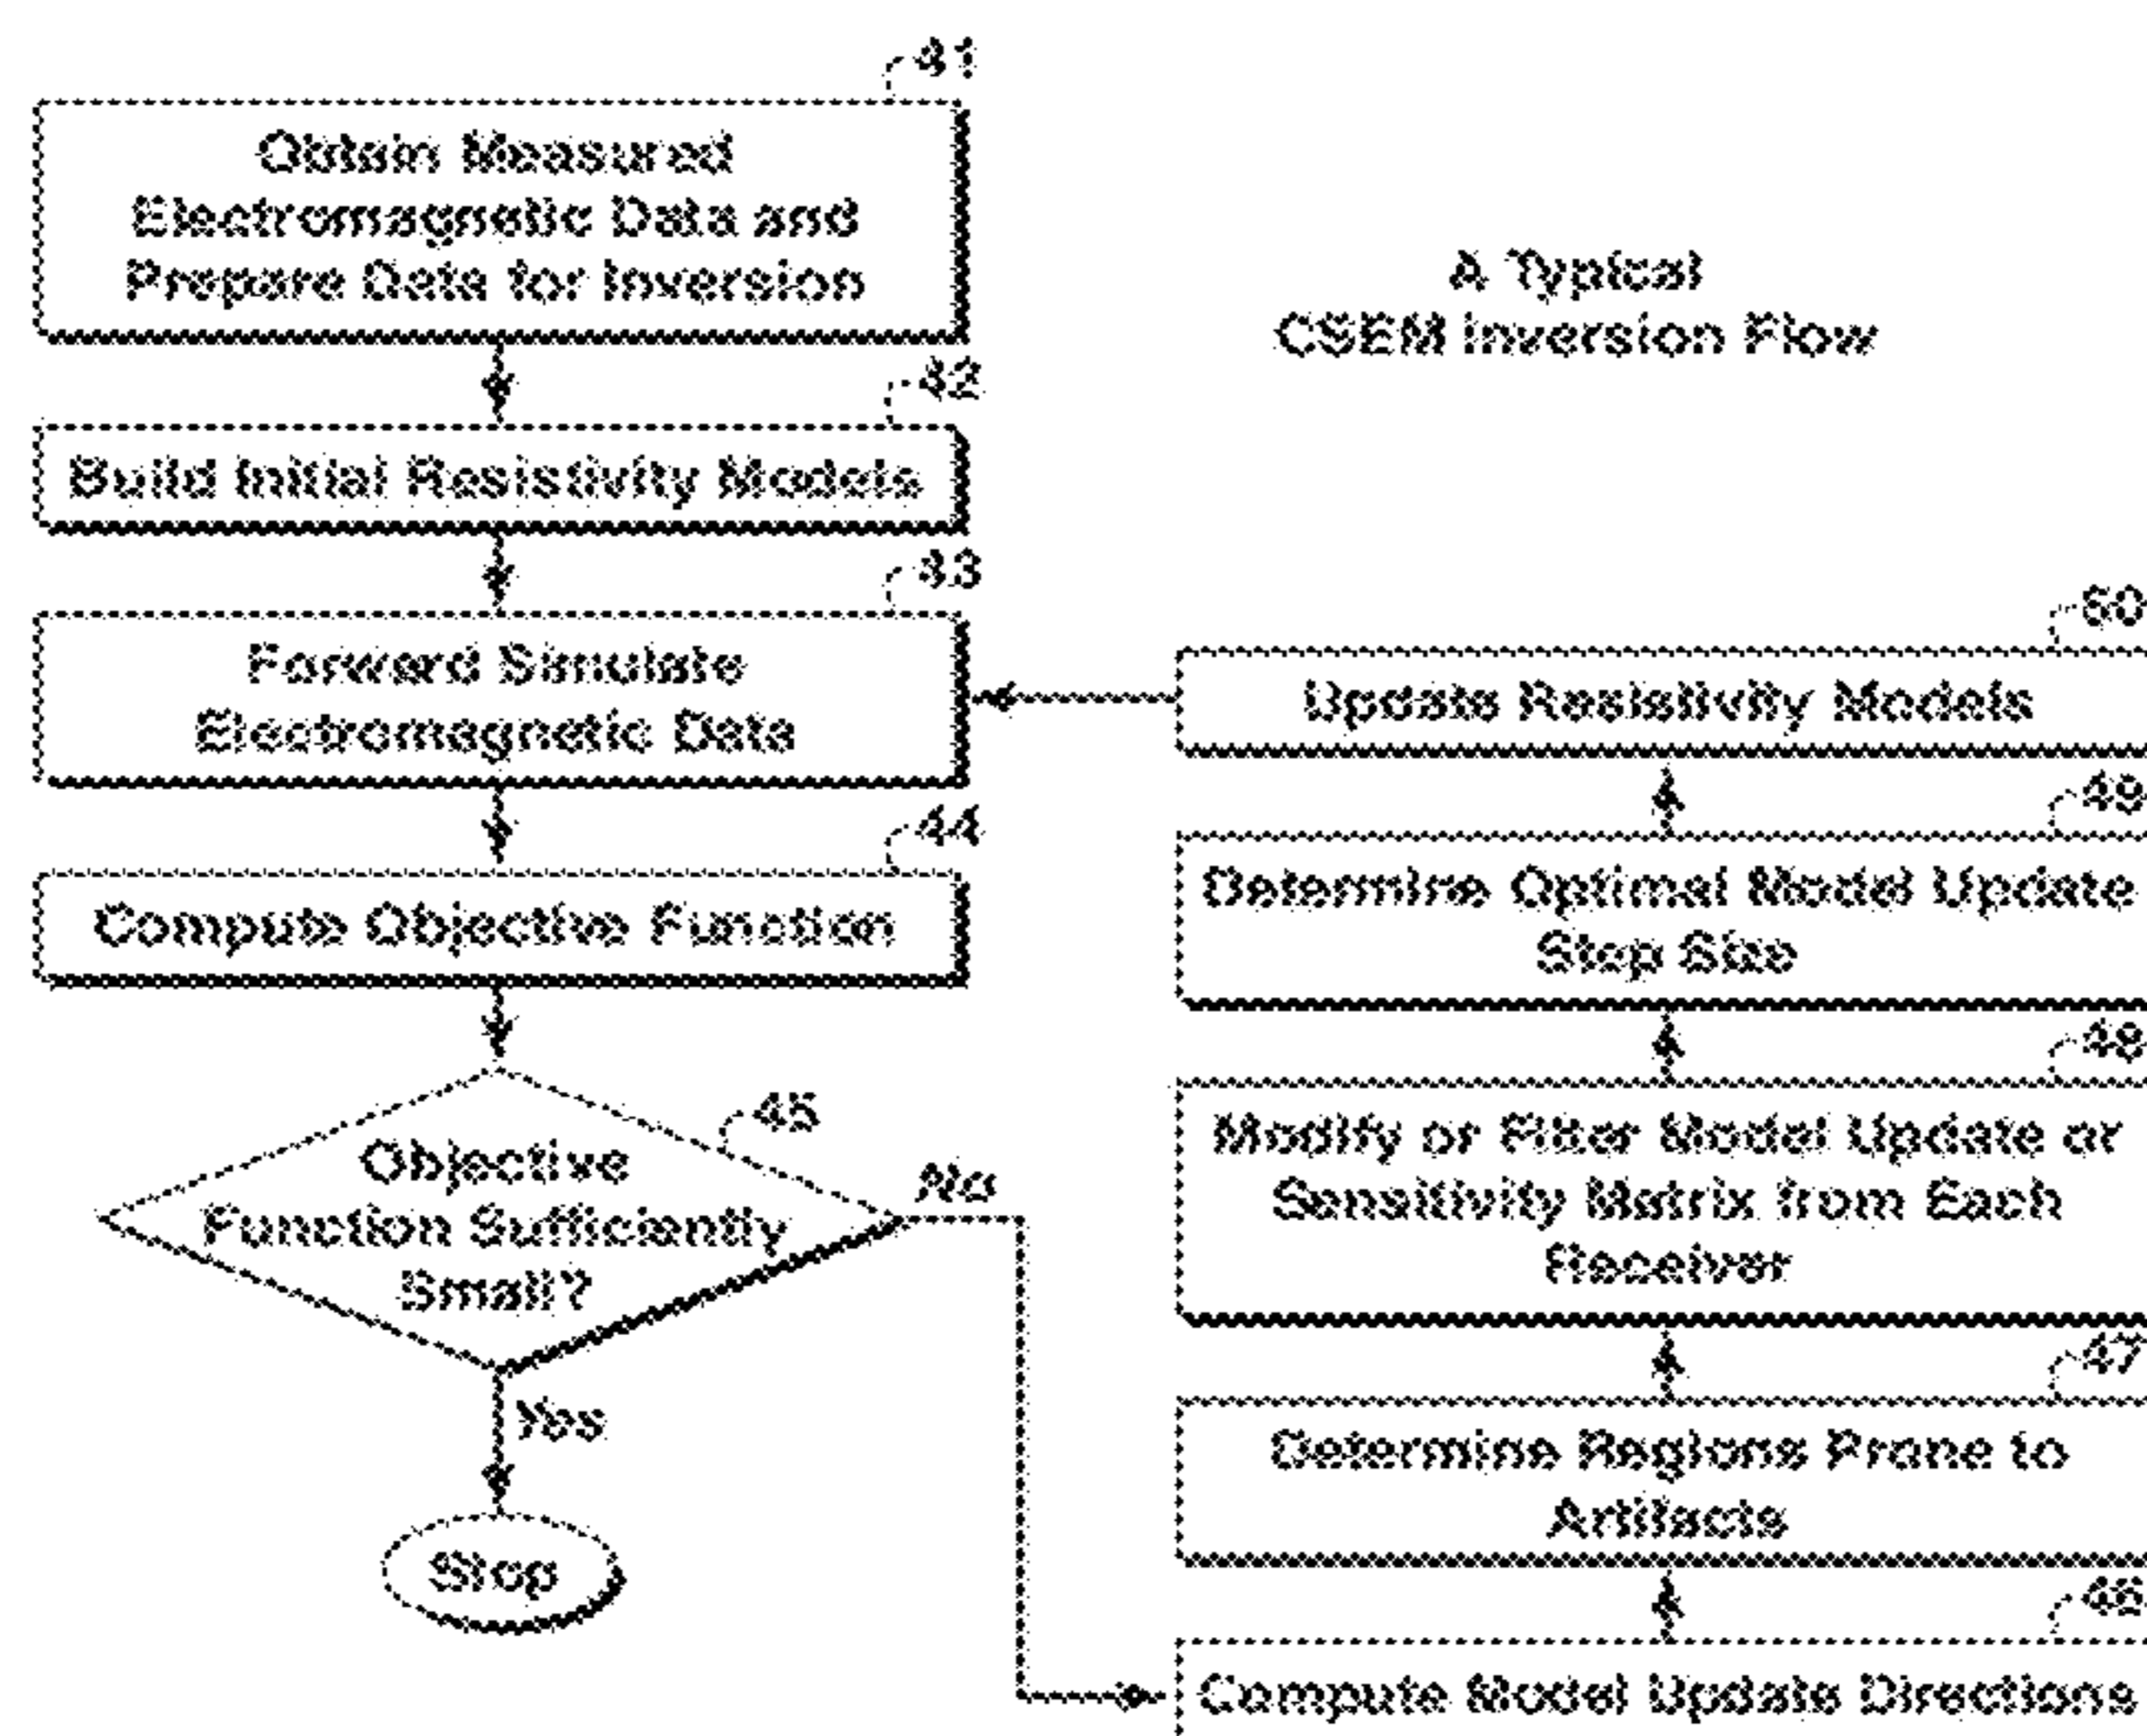 41
Obtain Measured
Electromagnetic Data and
Prepare Data for Inversion
A Typical
CSEM Inversion Flow
42
Build Initial Resistivity Models
43
Forward Simulate
Electromagnetic Data
44
Compute Objective Function
45
Objective
Function Sufficiently
Small?
No
Yes
Stop
50
Update Resistivity Models
49
Determine Optimal Model Update
Step Size
48
Modify or Filter Model Update or
Sensitivity Matrix from Each
Receiver
47
Determine Regions Prone to
Artifacts
46
Compute Model Update Directions